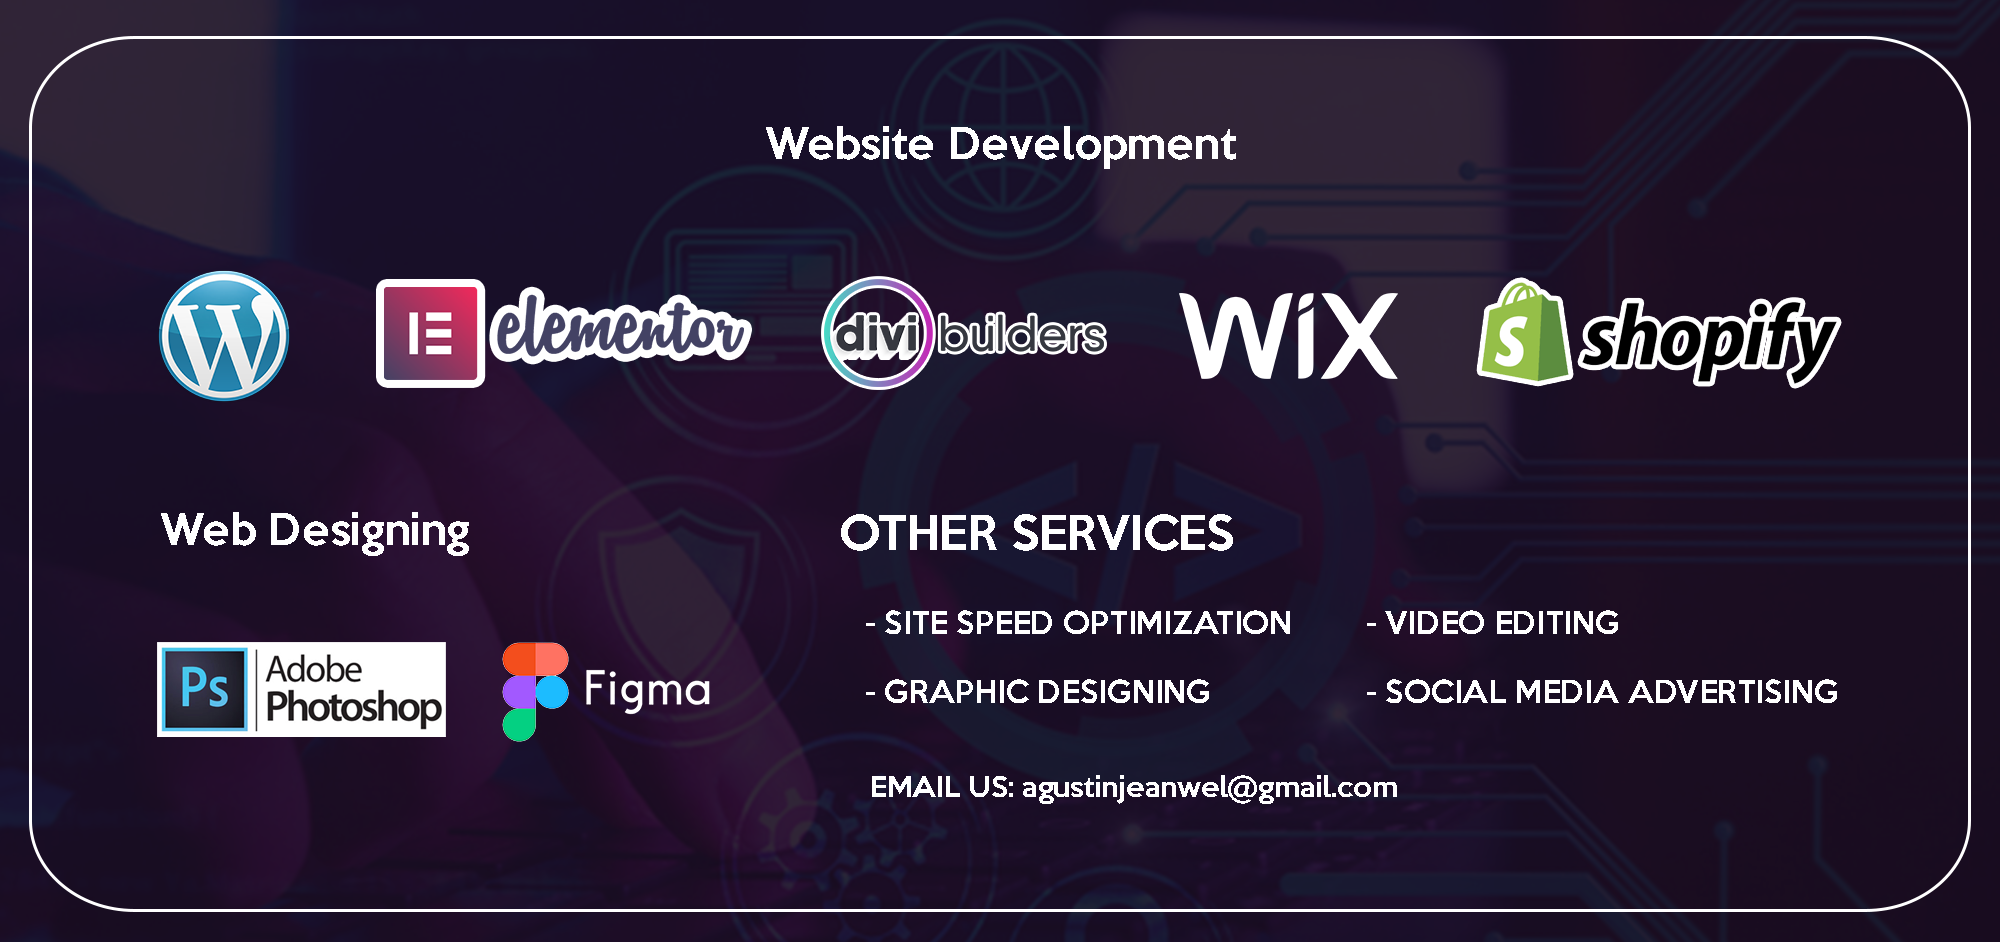 Website Development
W
elementor
divi builders
WiX
S shopify
Web Designing
Ps Adobe
Photoshop
Figma
OTHER SERVICES
- SITE SPEED OPTIMIZATION
- VIDEO EDITING
- GRAPHIC DESIGNING
- SOCIAL MEDIA ADVERTISING
EMAIL US: agustinjeanwel@gmail.com